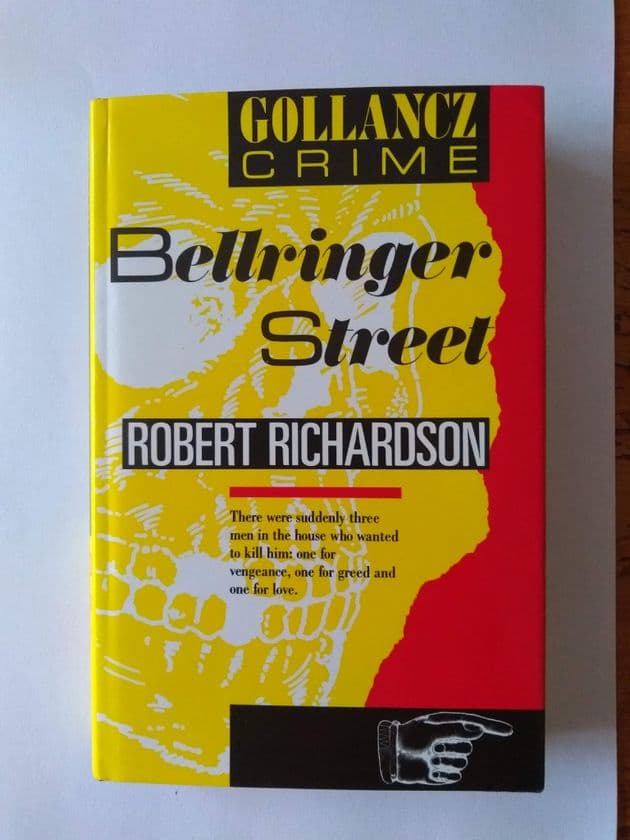 GOLLANCZ
CRIME
Bellringer
Street
ROBERT RICHARDSON
There were suddenly three
men in the house who wanted
to kill him: one for
vengeance, one for greed and
one for love.